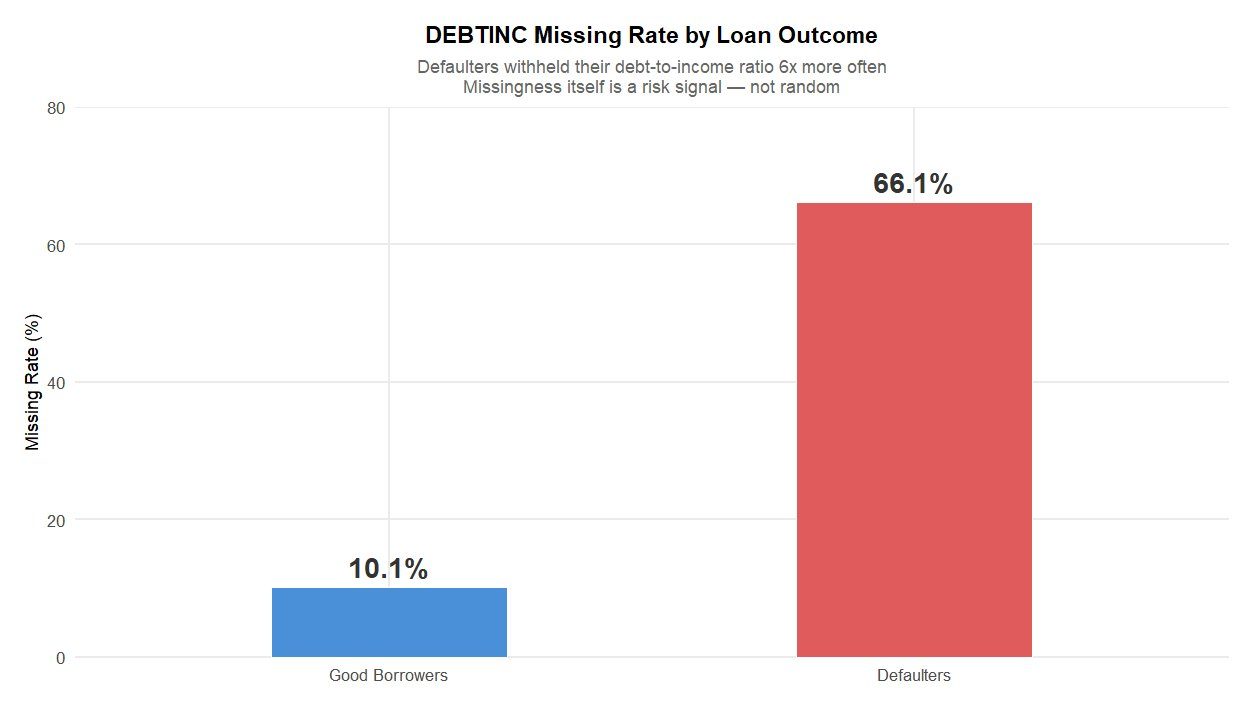 DEBTINC Missing Rate by Loan Outcome
Defaulters withheld their debt-to-income ratio 6x more often
Missingness itself is a risk signal — not random
Missing Rate (%)
80
60
40
20
0
10.1%
66.1%
Good Borrowers
Defaulters